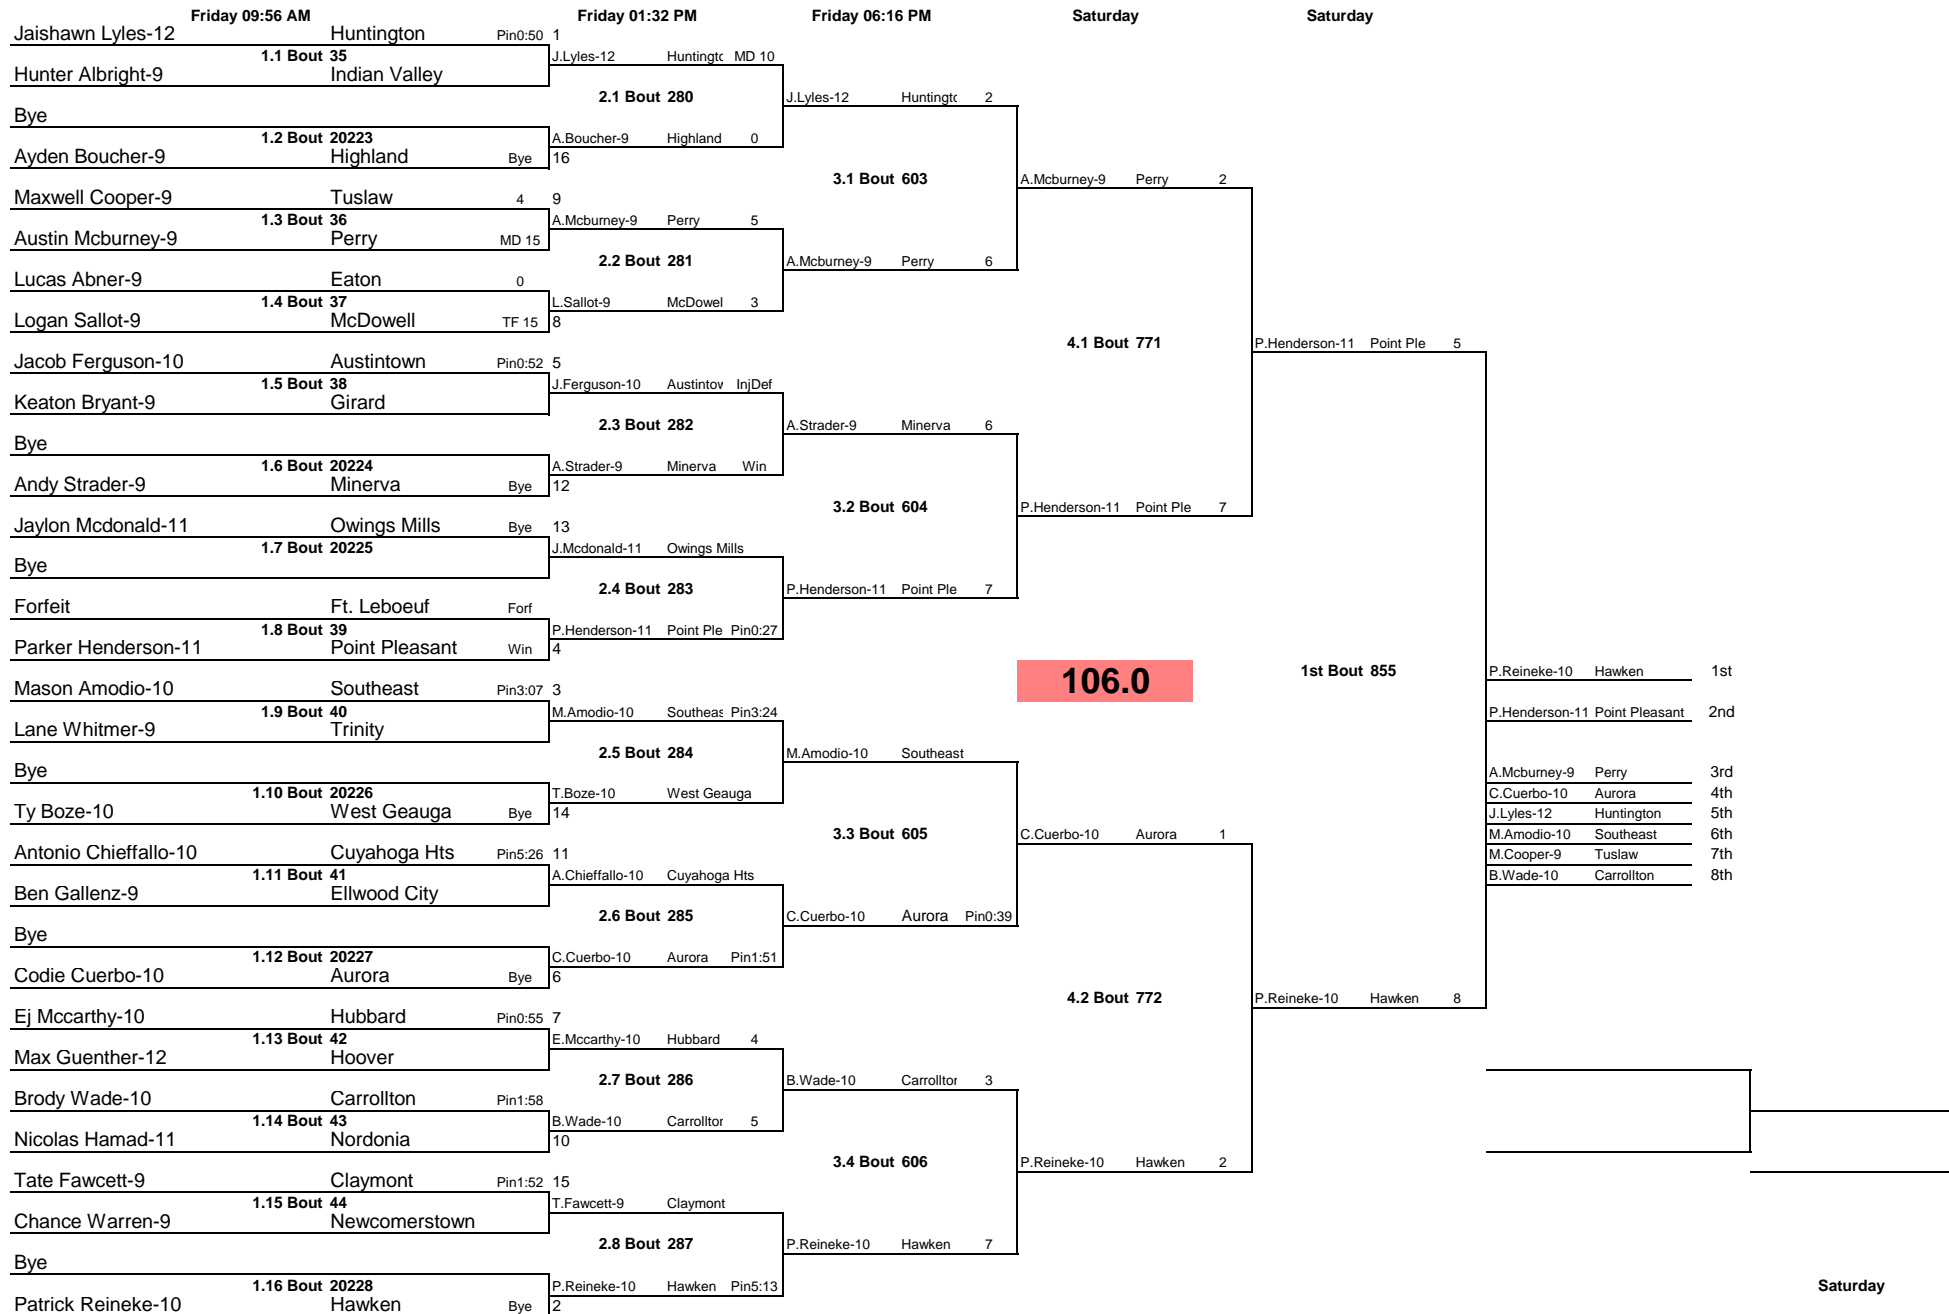 Friday 09:56 AM Friday 01:32 PM Friday 06:16 PM Saturday Saturday
Jaishawn Lyles-12 Huntington Pin0:50 1
1.1 Bout 35
J.Lyles-12 Huntingtc MD 10
Hunter Albright-9 Indian Valley
2.1 Bout 280
J.Lyles-12 Huntingtc 2
Bye
1.2 Bout 20223
A.Boucher-9 Highland 0
Ayden Boucher-9 Highland Bye 16
3.1 Bout 603
A.Mcburney-9 Perry 2
Maxwell Cooper-9 Tuslaw 4 9
1.3 Bout 36
A.Mcburney-9 Perry 5
Austin Mcburney-9 Perry MD 15
2.2 Bout 281
A.Mcburney-9 Perry 6
Lucas Abner-9 Eaton 0
1.4 Bout 37
L.Sallot-9 McDowel 3
Logan Sallot-9 McDowell TF 15 8
4.1 Bout 771
P.Henderson-11 Point Ple 5
Jacob Ferguson-10 Austintown Pin0:52 5
1.5 Bout 38
J.Ferguson-10 Austintov InjDef
Keaton Bryant-9 Girard
2.3 Bout 282
A.Strader-9 Minerva 6
Bye
1.6 Bout 20224
A.Strader-9 Minerva Win
Andy Strader-9 Minerva Bye 12
3.2 Bout 604
P.Henderson-11 Point Ple 7
Jaylon Mcdonald-11 Owings Mills Bye 13
1.7 Bout 20225
J.Mcdonald-11 Owings Mills
Bye
2.4 Bout 283
P.Henderson-11 Point Ple 7
Forfeit Ft. Leboeuf Forf
1.8 Bout 39
P.Henderson-11 Point Ple Pin0:27
Parker Henderson-11 Point Pleasant Win 4
106.0
1st Bout 855
P.Reineke-10 Hawken 1st
Mason Amodio-10 Southeast Pin3:07 3
1.9 Bout 40
M.Amodio-10 Southeas Pin3:24
P.Henderson-11 Point Pleasant 2nd
Lane Whitmer-9 Trinity
2.5 Bout 284
M.Amodio-10 Southeast
Bye
A.Mcburney-9 Perry 3rd
1.10 Bout 20226
T.Boze-10 West Geauga
C.Cuerbo-10 Aurora 4th
Ty Boze-10 West Geauga Bye 14
J.Lyles-12 Huntington 5th
3.3 Bout 605
C.Cuerbo-10 Aurora 1
M.Amodio-10 Southeast 6th
Antonio Chieffallo-10 Cuyahoga Hts Pin5:26 11
M.Cooper-9 Tuslaw 7th
1.11 Bout 41
A.Chieffallo-10 Cuyahoga Hts
B.Wade-10 Carrollton 8th
Ben Gallenz-9 Ellwood City
2.6 Bout 285
C.Cuerbo-10 Aurora Pin0:39
Bye
1.12 Bout 20227
C.Cuerbo-10 Aurora Pin1:51
Codie Cuerbo-10 Aurora Bye 6
4.2 Bout 772
P.Reineke-10 Hawken 8
Ej Mccarthy-10 Hubbard Pin0:55 7
1.13 Bout 42
E.Mccarthy-10 Hubbard 4
Max Guenther-12 Hoover
2.7 Bout 286
B.Wade-10 Carrolltor 3
Brody Wade-10 Carrollton Pin1:58
1.14 Bout 43
B.Wade-10 Carrolltor 5
Nicolas Hamad-11 Nordonia 10
3.4 Bout 606
P.Reineke-10 Hawken 2
Tate Fawcett-9 Claymont Pin1:52 15
1.15 Bout 44
T.Fawcett-9 Claymont
Chance Warren-9 Newcomerstown
2.8 Bout 287
P.Reineke-10 Hawken 7
Bye
1.16 Bout 20228
P.Reineke-10 Hawken Pin5:13
Saturday
Patrick Reineke-10 Hawken Bye 2